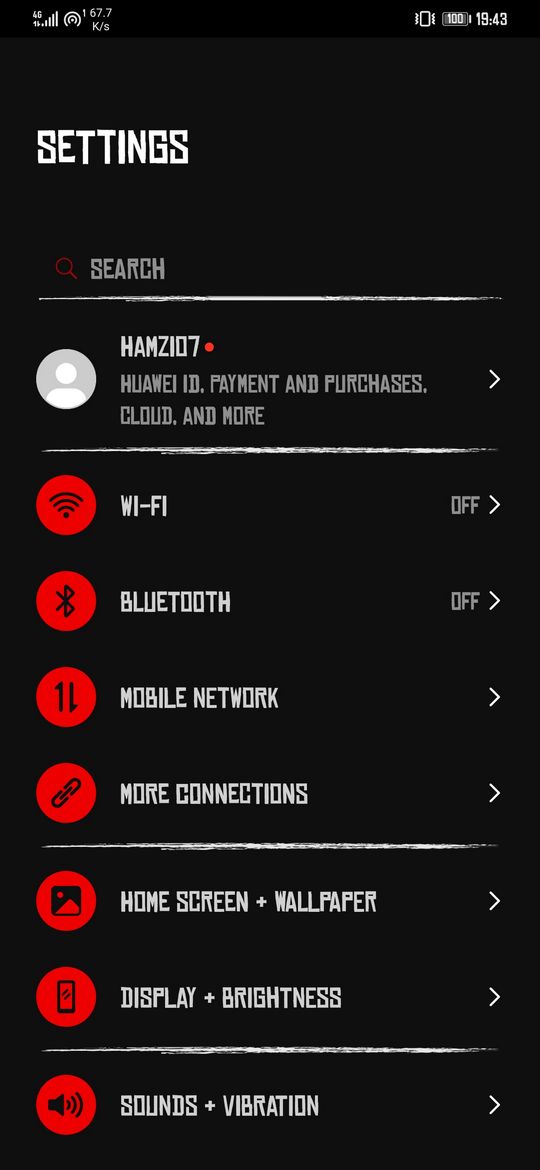 4G 1 67.7 K/s 100 19:43
SETTINGS
SEARCH
HAMZI07
HUAWEI ID, PAYMENT AND PURCHASES,
CLOUD, AND MORE
WI-FI OFF
BLUETOOTH OFF
MOBILE NETWORK
MORE CONNECTIONS
HOME SCREEN + WALLPAPER
DISPLAY + BRIGHTNESS
SOUNDS + VIBRATION